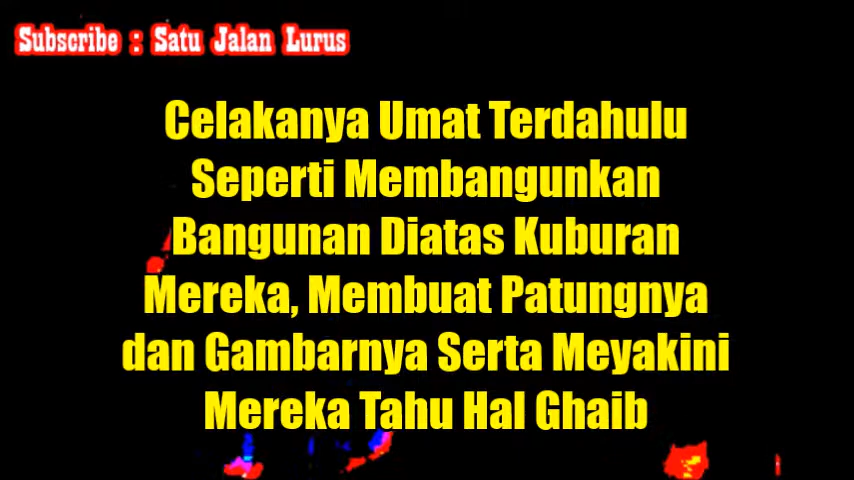 Subscribe : Satu Jalan Lurus
Celakanya Umat Terdahulu
Seperti Membangunkan
Bangunan Diatas Kuburan
Mereka, Membuat Patungnya
dan Gambarnya Serta Meyakini
Mereka Tahu Hal Ghaib